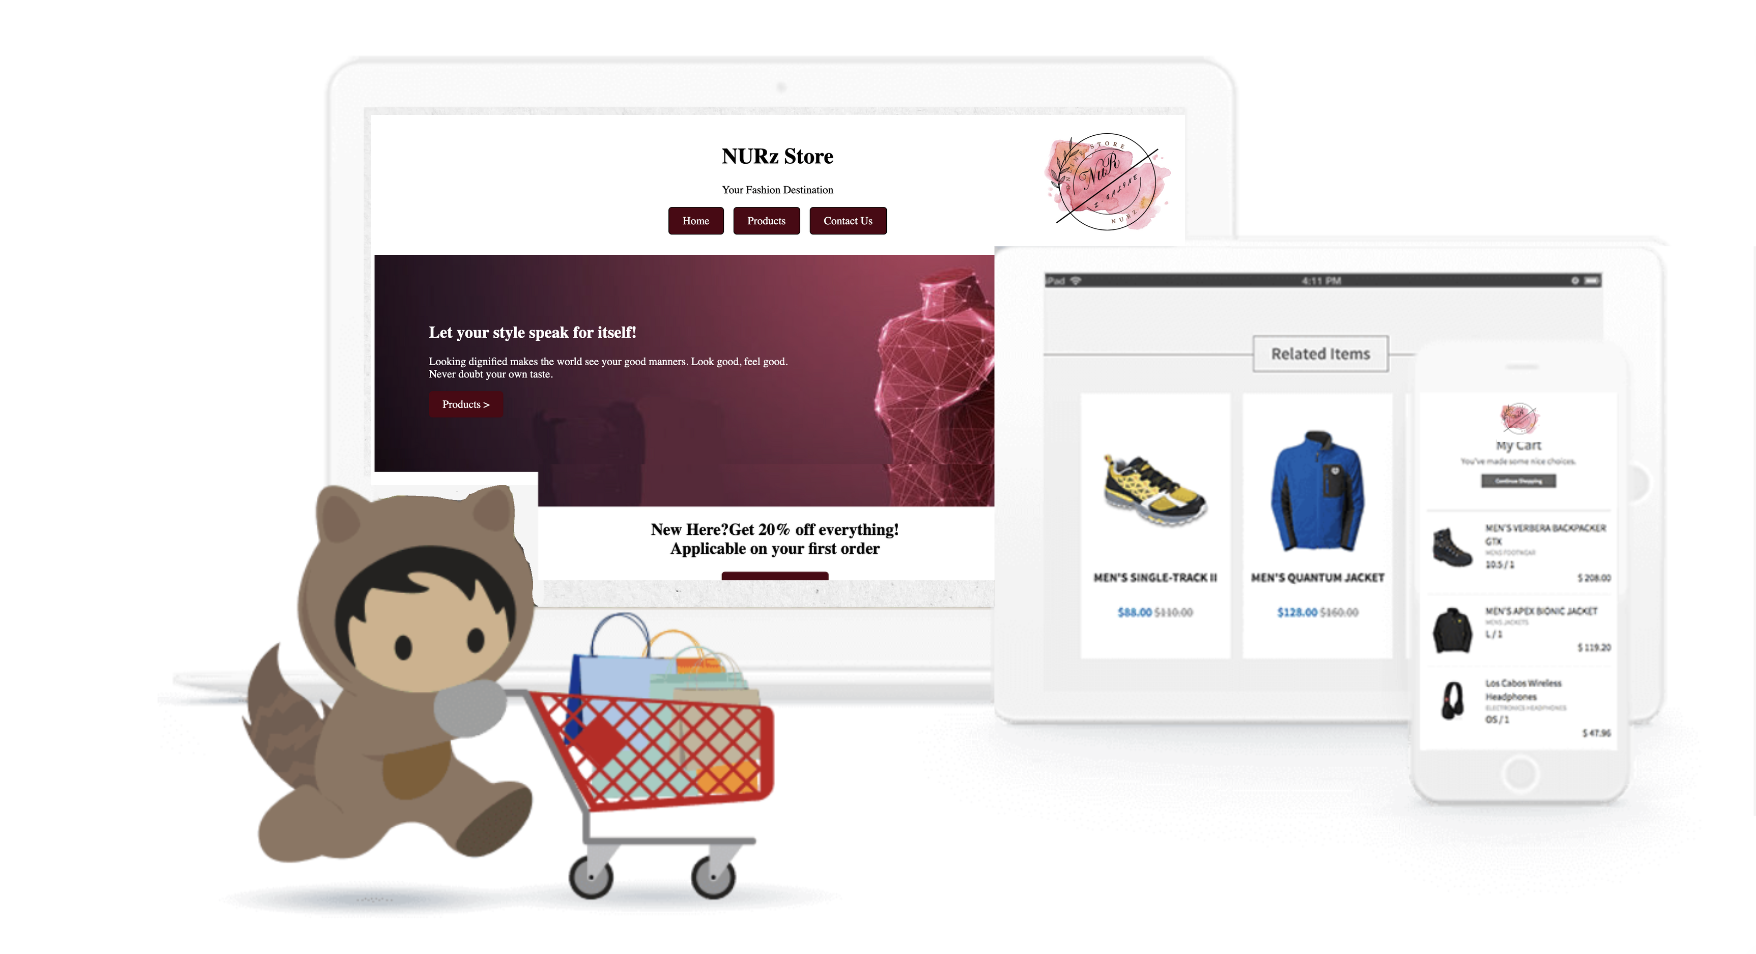 NURz Store
Your Fashion Destination
Home
Products
Contact Us
STORE
NuR
NURZ
Let your style speak for itself!
Looking dignified makes the world see your good manners. Look good, feel good.
Never doubt your own taste.
Products >
New Here?Get 20% off everything!
Applicable on your first order
iPad
4:11 PM
Related Items
MEN'S SINGLE-TRACK II
$88.00 $110.00
MEN'S QUANTUM JACKET
$128.00 $160.00
My Cart
You've made some nice choices.
Continue Shopping
MEN'S VERBERA BACKPACKER
GTX
MENS FOOTWEAR
10.5 / 1
$ 208.00
MEN'S APEX BIONIC JACKET
MENS JACKETS
L / 1
$ 119.20
Los Cabos Wireless
Headphones
ELECTRONICS HEADPHONES
OS / 1
$ 47.96